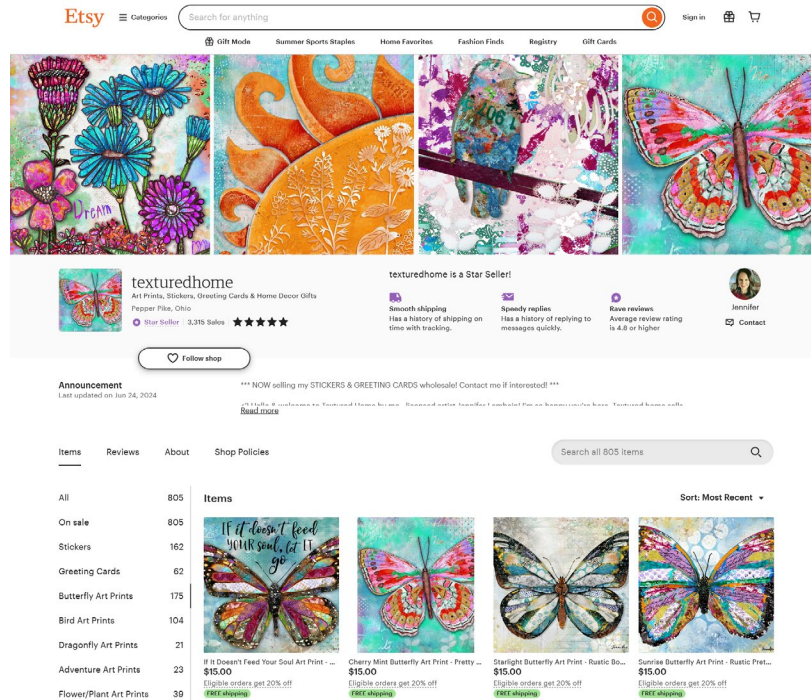 Etsy
Categories
Search for anything
Sign in
Gift Mode
Summer Sports Staples
Home Favorites
Fashion Finds
Registry
Gift Cards
Dream
texturedhome
Art Prints, Stickers, Greeting Cards & Home Decor Gifts
Pepper Pike, Ohio
Star Seller
3,315 Sales
texturedhome is a Star Seller!
Smooth shipping
Has a history of shipping on
time with tracking.
Speedy replies
Has a history of replying to
messages quickly.
Rave reviews
Average review rating
is 4.8 or higher
Jennifer
Contact
Follow shop
Announcement
Last updated on Jun 24, 2024
*** NOW selling my STICKERS & GREETING CARDS wholesale! Contact me if interested! ***
Read more
Items
Reviews
About
Shop Policies
Search all 805 items
All 805
On sale 805
Stickers 162
Greeting Cards 62
Butterfly Art Prints 175
Bird Art Prints 104
Dragonfly Art Prints 21
Adventure Art Prints 23
Flower/Plant Art Prints 39
Items
Sort: Most Recent
IF it doesn't feed
YOUR soul, let IT
go
If It Doesn't Feed Your Soul Art Print - ...
$15.00
Eligible orders get 20% off
FREE shipping
Cherry Mint Butterfly Art Print - Pretty ...
$15.00
Eligible orders get 20% off
FREE shipping
Starlight Butterfly Art Print - Rustic Bo...
$15.00
Eligible orders get 20% off
FREE shipping
Sunrise Butterfly Art Print - Rustic Pret...
$15.00
Eligible orders get 20% off
FREE shipping